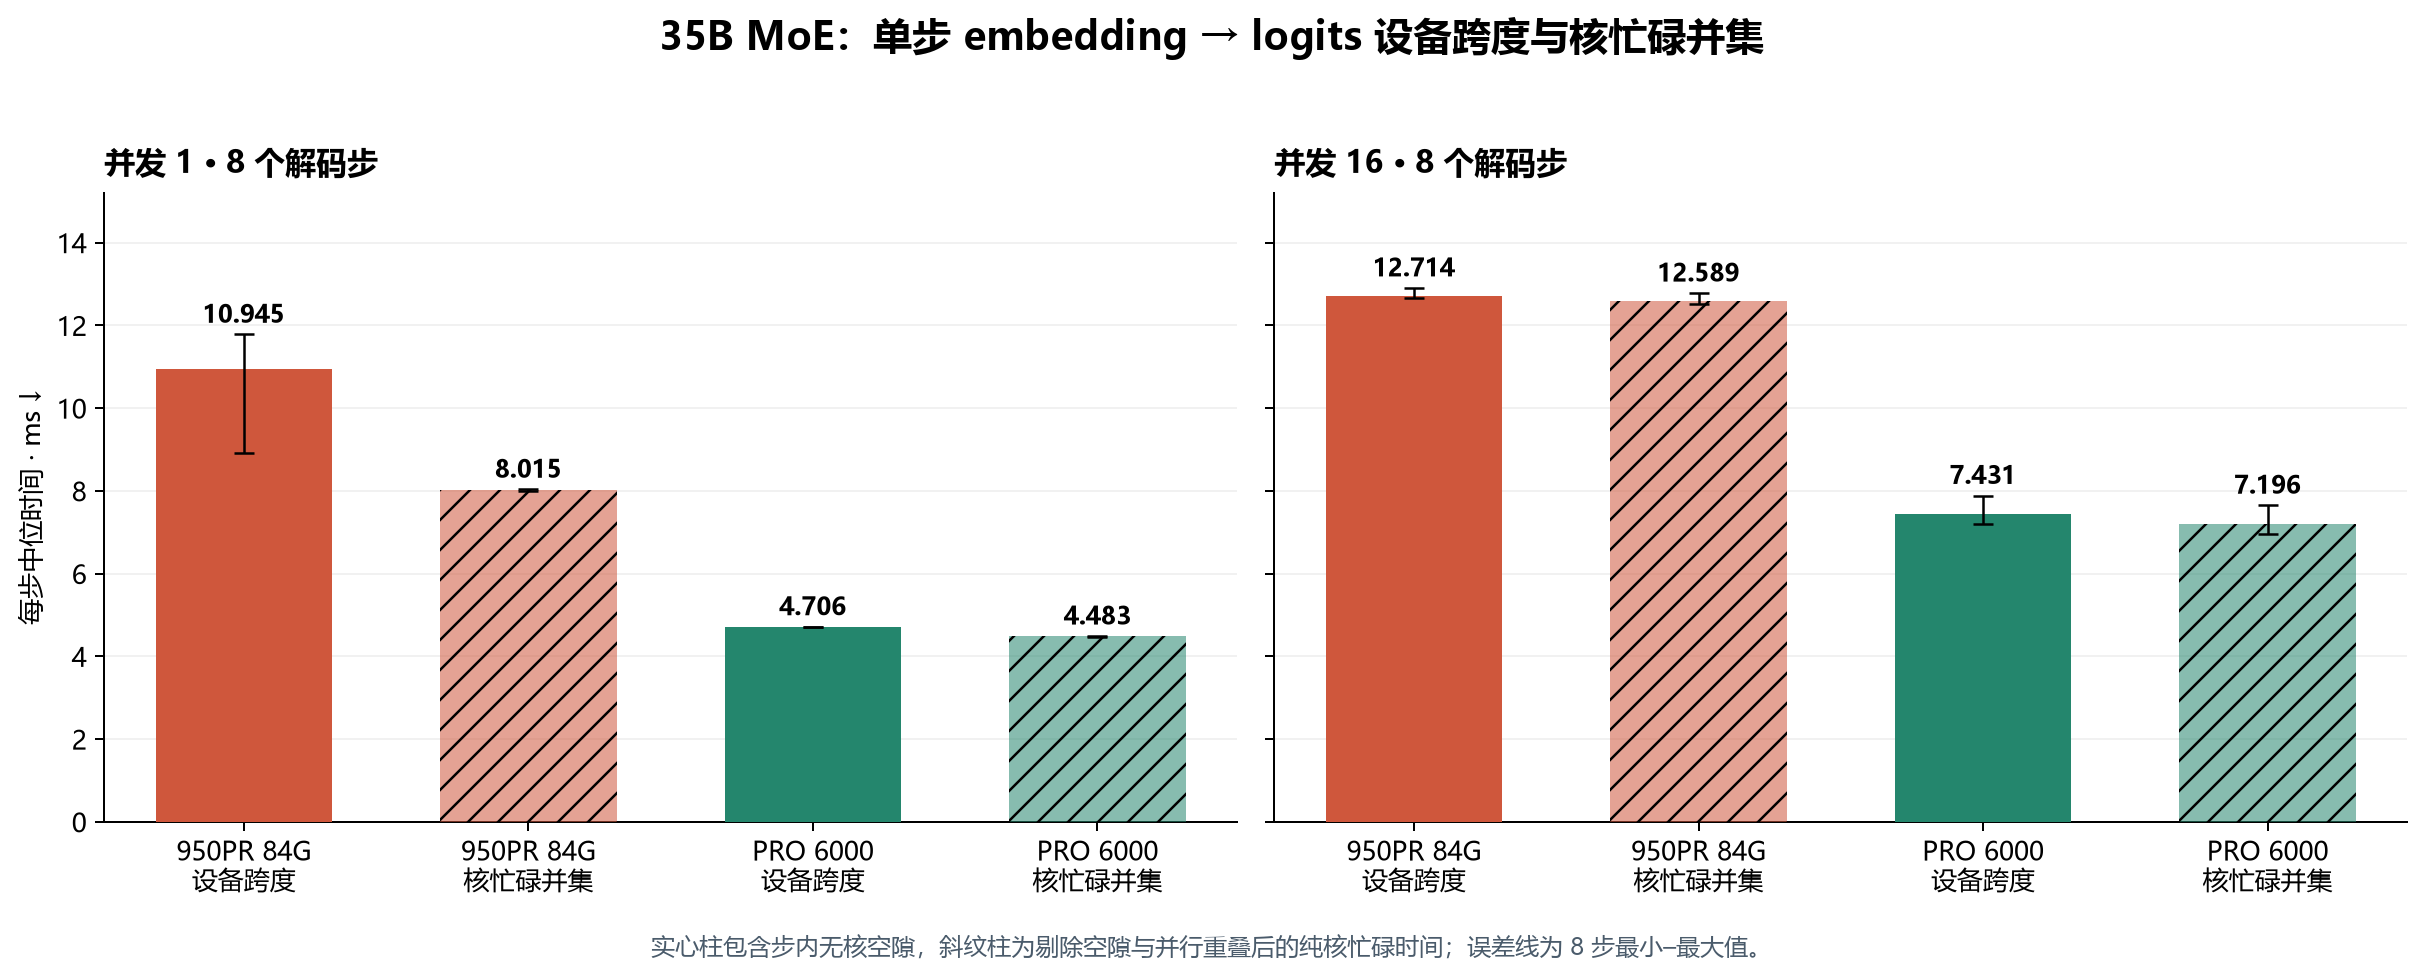 35B MoE：单步 embedding → logits 设备跨度与核忙碌并集
并发 1 • 8 个解码步
每步中位时间 · ms ↓
14
12
10
8
6
4
2
0
10.945
8.015
4.706
4.483
950PR 84G
设备跨度
950PR 84G
核忙碌并集
PRO 6000
设备跨度
PRO 6000
核忙碌并集
并发 16 • 8 个解码步
12.714
12.589
7.431
7.196
950PR 84G
设备跨度
950PR 84G
核忙碌并集
PRO 6000
设备跨度
PRO 6000
核忙碌并集
实心柱包含步内无核空隙，斜纹柱为剔除空隙与并行重叠后的纯核忙碌时间；误差线为 8 步最小–最大值。